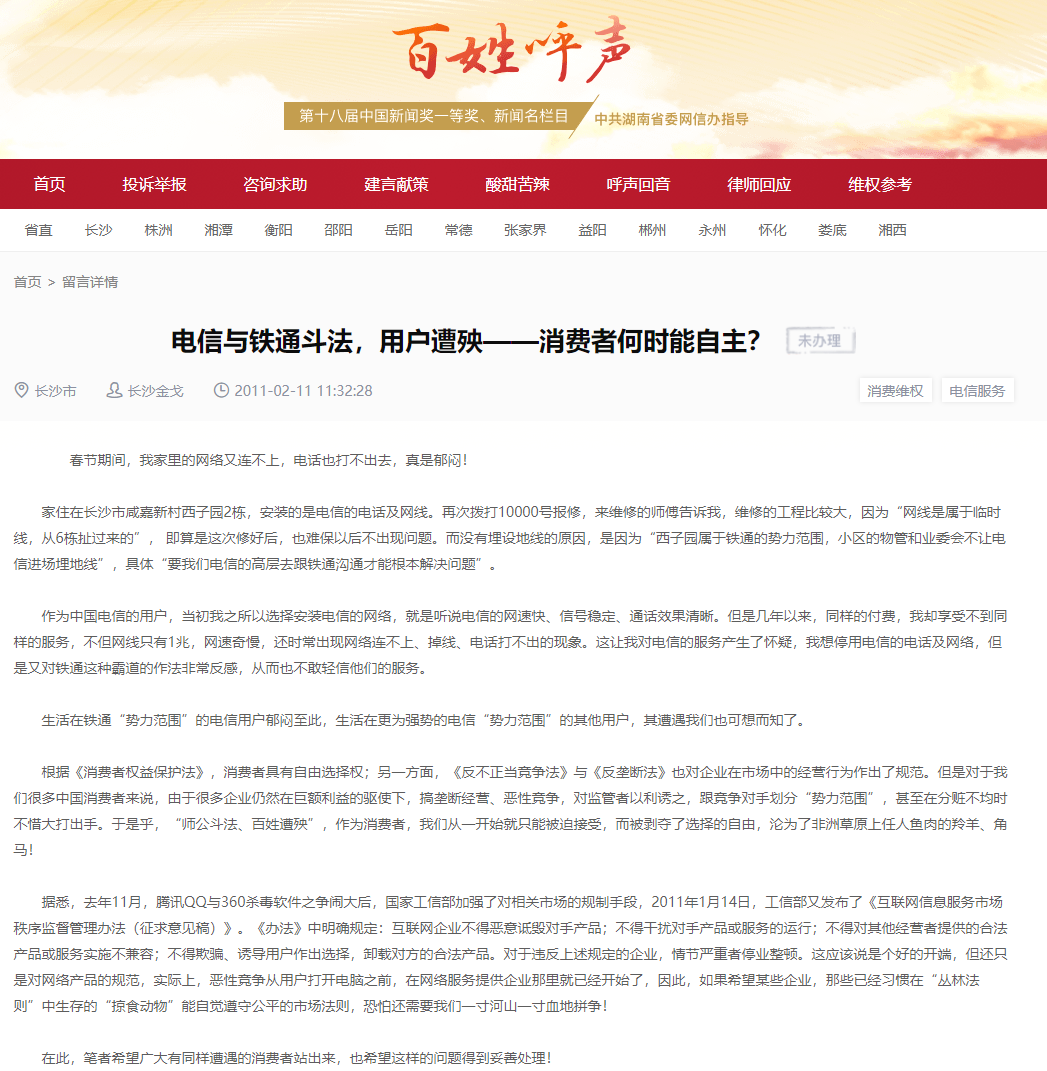 百姓呼声
第十八届中国新闻奖一等奖、新闻名栏目
中共湖南省委网信办指导
首页 投诉举报 咨询求助 建言献策 酸甜苦辣 呼声回音 律师回应 维权参考
省直 长沙 株洲 湘潭 衡阳 邵阳 岳阳 常德 张家界 益阳 郴州 永州 怀化 娄底 湘西
首页 > 留言详情
电信与铁通斗法，用户遭殃——消费者何时能自主？ 未办理
长沙市 长沙金戈 2011-02-11 11:32:28 消费维权 电信服务
春节期间，我家里的网络又连不上，电话也打不出去，真是郁闷！
家住在长沙市咸嘉新村西子园2栋，安装的是电信的电话及网线。再次拨打10000号报修，来维修的师傅告诉我，维修的工程比较大，因为“网线是属于临时
线，从6栋扯过来的”， 即算是这次修好后，也难保以后不出现问题。而没有埋设地线的原因，是因为“西子园属于铁通的势力范围，小区的物管和业委会不让电
信进场埋地线”，具体“要我们电信的高层去跟铁通沟通才能根本解决问题”。
作为中国电信的用户，当初我之所以选择安装电信的网络，就是听说电信的网速快、信号稳定、通话效果清晰。但是几年以来，同样的付费，我却享受不到同
样的服务，不但网线只有1兆，网速奇慢，还时常出现网络连不上、掉线、电话打不出的现象。这让我对电信的服务产生了怀疑，我想停用电信的电话及网络，但
是又对铁通这种霸道的作法非常反感，从而也不敢轻信他们的服务。
生活在铁通“势力范围”的电信用户郁闷至此，生活在更为强势的电信“势力范围”的其他用户，其遭遇我们也可想而知了。
根据《消费者权益保护法》，消费者具有自由选择权；另一方面，《反不正当竞争法》与《反垄断法》也对企业在市场中的经营行为作出了规范。但是对于我
们很多中国消费者来说，由于很多企业仍然在巨额利益的驱使下，搞垄断经营、恶性竞争，对监管者以利诱之，跟竞争对手划分“势力范围”，甚至在分赃不均时
不惜大打出手。于是乎，“师公斗法、百姓遭殃”，作为消费者，我们从一开始就只能被迫接受，而被剥夺了选择的自由，沦为了非洲草原上任人鱼肉的羚羊、角
马！
据悉，去年11月，腾讯QQ与360杀毒软件之争闹大后，国家工信部加强了对相关市场的规制手段，2011年1月14日，工信部又发布了《互联网信息服务市场
秩序监督管理办法（征求意见稿）》。《办法》中明确规定：互联网企业不得恶意诋毁对手产品；不得干扰对手产品或服务的运行；不得对其他经营者提供的合法
产品或服务实施不兼容；不得欺骗、诱导用户作出选择，卸载对方的合法产品。对于违反上述规定的企业，情节严重者停业整顿。这应该说是个好的开端，但还只
是对网络产品的规范，实际上，恶性竞争从用户打开电脑之前，在网络服务提供企业那里就已经开始了，因此，如果希望某些企业，那些已经习惯在“丛林法
则”中生存的“掠食动物”能自觉遵守公平的市场法则，恐怕还需要我们一寸河山一寸血地拼争！
在此，笔者希望广大有同样遭遇的消费者站出来，也希望这样的问题得到妥善处理！